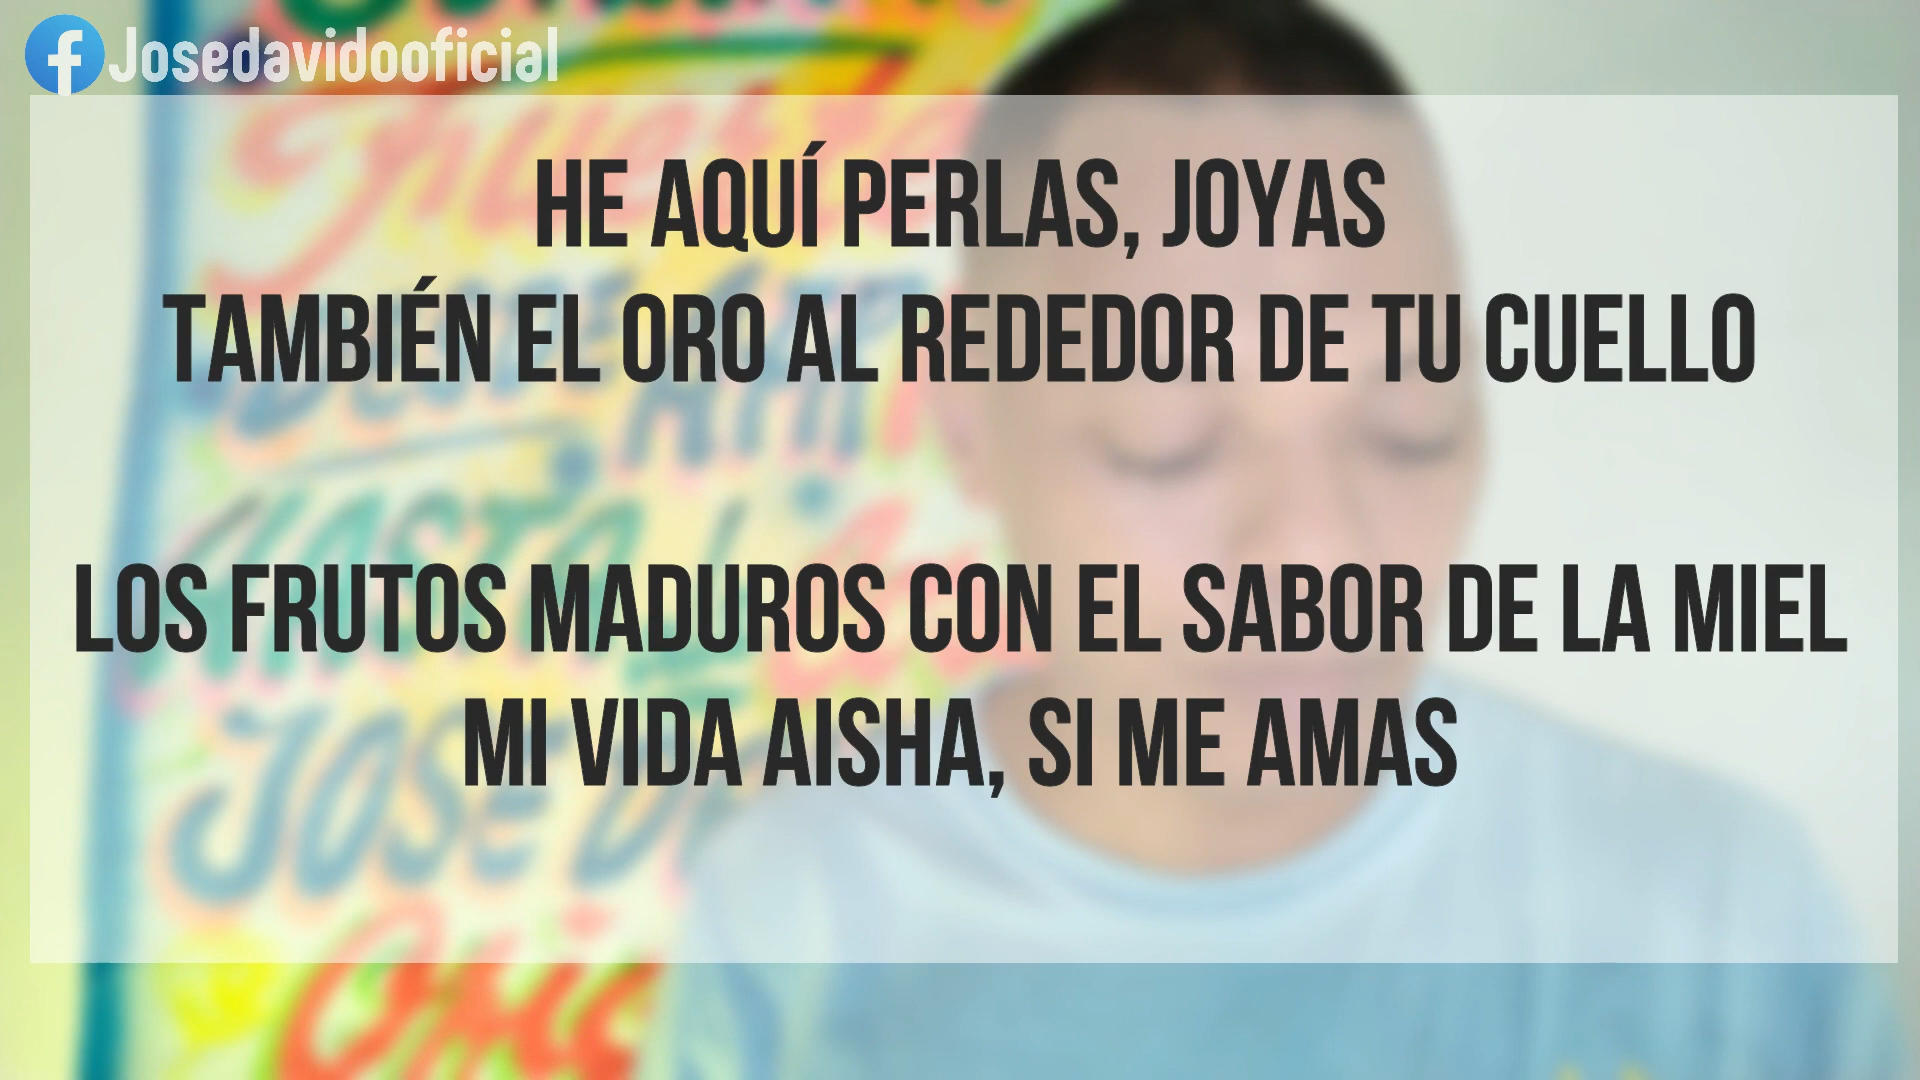 Josedavidooficial
HE AQUÍ PERLAS, JOYAS
TAMBIÉN EL ORO AL REDEDOR DE TU CUELLO
LOS FRUTOS MADUROS CON EL SABOR DE LA MIEL
MI VIDA AISHA, SI ME AMAS